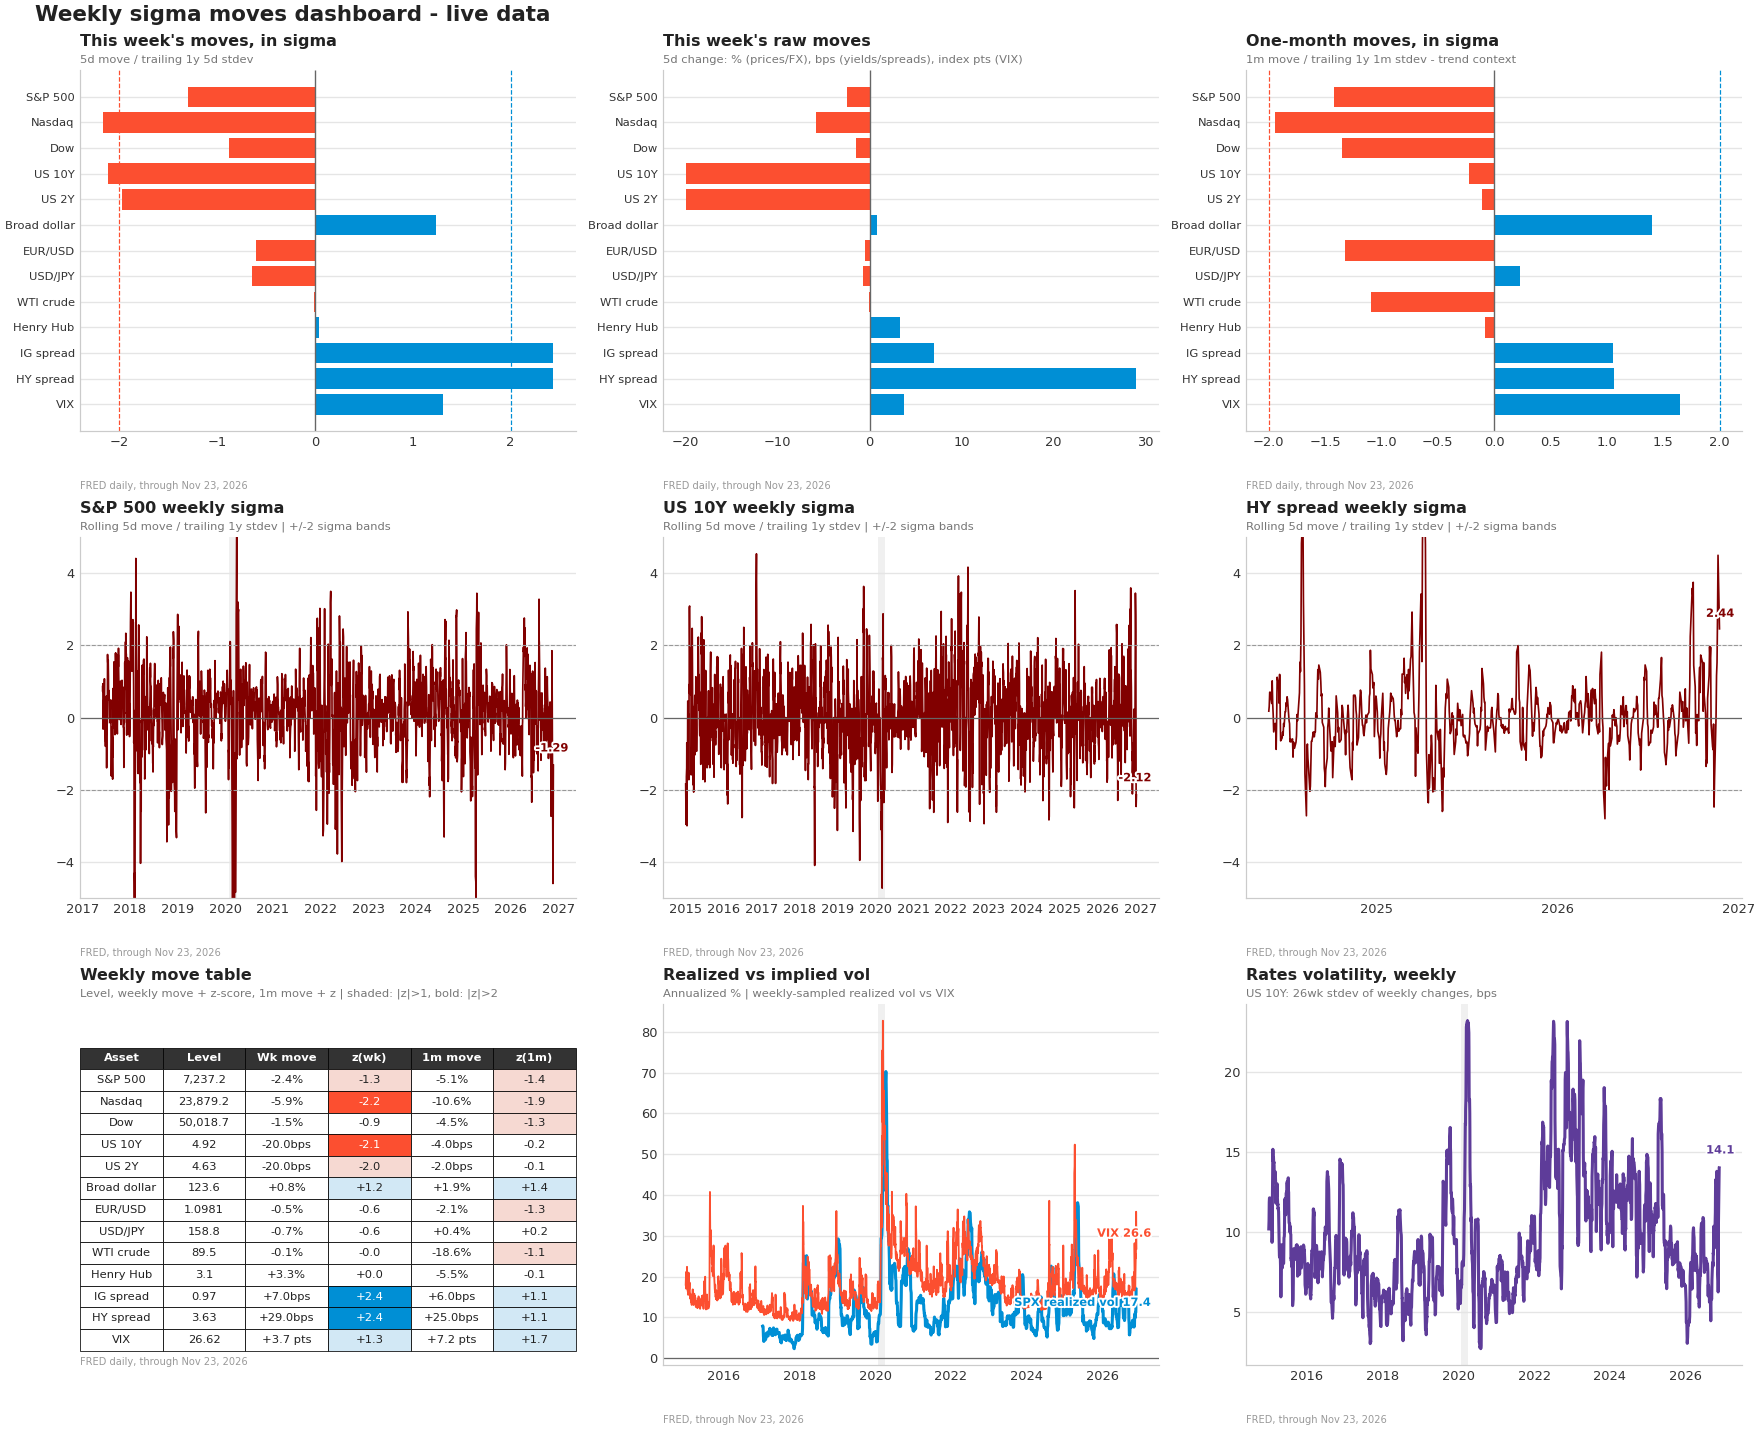 Weekly sigma moves dashboard - live data
This week's moves, in sigma
5d move / trailing 1y 5d stdev
S&P 500
Nasdaq
Dow
US 10Y
US 2Y
Broad dollar
EUR/USD
USD/JPY
WTI crude
Henry Hub
IG spread
HY spread
VIX
−2 −1 0 1 2
FRED daily, through Nov 23, 2026
This week's raw moves
5d change: % (prices/FX), bps (yields/spreads), index pts (VIX)
S&P 500
Nasdaq
Dow
US 10Y
US 2Y
Broad dollar
EUR/USD
USD/JPY
WTI crude
Henry Hub
IG spread
HY spread
VIX
−20 −10 0 10 20 30
FRED daily, through Nov 23, 2026
One-month moves, in sigma
1m move / trailing 1y 1m stdev - trend context
S&P 500
Nasdaq
Dow
US 10Y
US 2Y
Broad dollar
EUR/USD
USD/JPY
WTI crude
Henry Hub
IG spread
HY spread
VIX
−2.0 −1.5 −1.0 −0.5 0.0 0.5 1.0 1.5 2.0
FRED daily, through Nov 23, 2026
S&P 500 weekly sigma
Rolling 5d move / trailing 1y stdev | +/-2 sigma bands
4
2
0
-1.29
−2
−4
2017 2018 2019 2020 2021 2022 2023 2024 2025 2026 2027
FRED, through Nov 23, 2026
US 10Y weekly sigma
Rolling 5d move / trailing 1y stdev | +/-2 sigma bands
4
2
0
-2.12
−2
−4
2015 2016 2017 2018 2019 2020 2021 2022 2023 2024 2025 2026 2027
FRED, through Nov 23, 2026
HY spread weekly sigma
Rolling 5d move / trailing 1y stdev | +/-2 sigma bands
4
2.44
2
0
−2
−4
2025 2026 2027
FRED, through Nov 23, 2026
Weekly move table
Level, weekly move + z-score, 1m move + z | shaded: |z|>1, bold: |z|>2
Asset Level Wk move z(wk) 1m move z(1m)
S&P 500 7,237.2 -2.4% -1.3 -5.1% -1.4
Nasdaq 23,879.2 -5.9% -2.2 -10.6% -1.9
Dow 50,018.7 -1.5% -0.9 -4.5% -1.3
US 10Y 4.92 -20.0bps -2.1 -4.0bps -0.2
US 2Y 4.63 -20.0bps -2.0 -2.0bps -0.1
Broad dollar 123.6 +0.8% +1.2 +1.9% +1.4
EUR/USD 1.0981 -0.5% -0.6 -2.1% -1.3
USD/JPY 158.8 -0.7% -0.6 +0.4% +0.2
WTI crude 89.5 -0.1% -0.0 -18.6% -1.1
Henry Hub 3.1 +3.3% +0.0 -5.5% -0.1
IG spread 0.97 +7.0bps +2.4 +6.0bps +1.1
HY spread 3.63 +29.0bps +2.4 +25.0bps +1.1
VIX 26.62 +3.7 pts +1.3 +7.2 pts +1.7
FRED daily, through Nov 23, 2026
Realized vs implied vol
Annualized % | weekly-sampled realized vol vs VIX
80
70
60
50
40
30
20
10
0
VIX 26.6
SPX realized vol 17.4
2016 2018 2020 2022 2024 2026
FRED, through Nov 23, 2026
Rates volatility, weekly
US 10Y: 26wk stdev of weekly changes, bps
20
15
10
5
14.1
2016 2018 2020 2022 2024 2026
FRED, through Nov 23, 2026